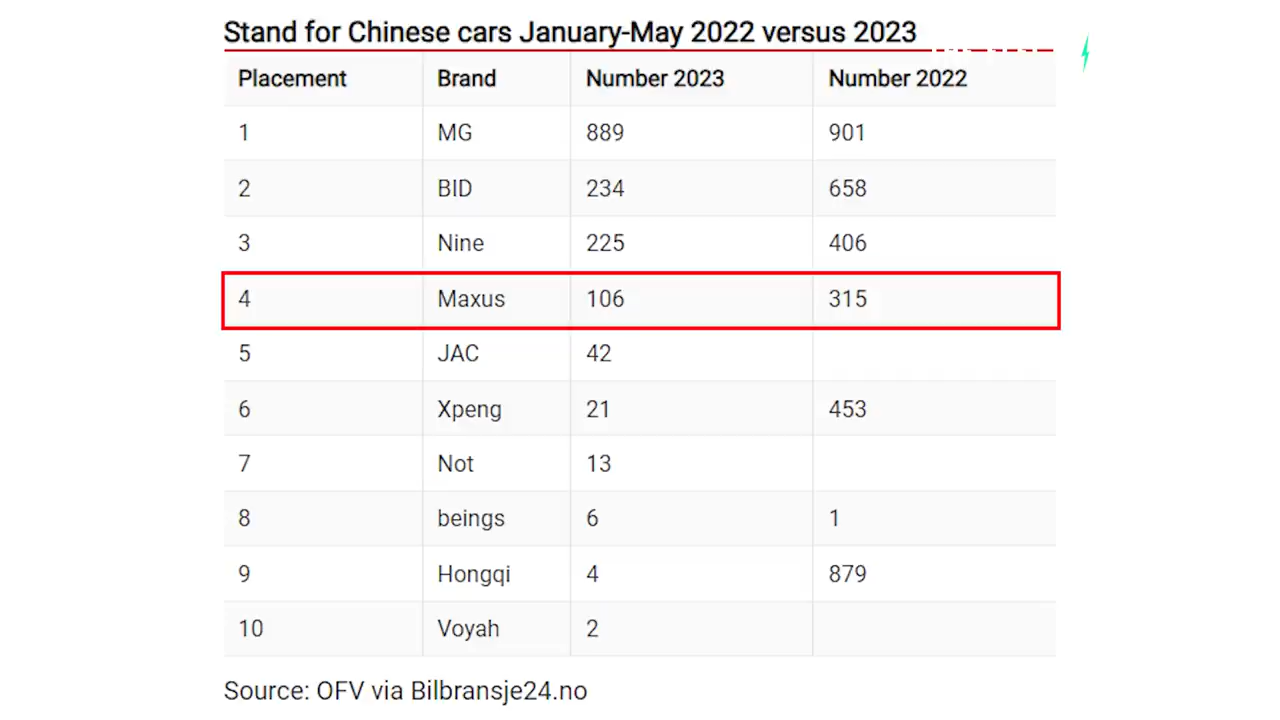 Stand for Chinese cars January-May 2022 versus 2023
Placement Brand Number 2023 Number 2022
1 MG 889 901
2 BID 234 658
3 Nine 225 406
4 Maxus 106 315
5 JAC 42
6 Xpeng 21 453
7 Not 13
8 beings 6 1
9 Hongqi 4 879
10 Voyah 2
Source: OFV via Bilbransje24.no